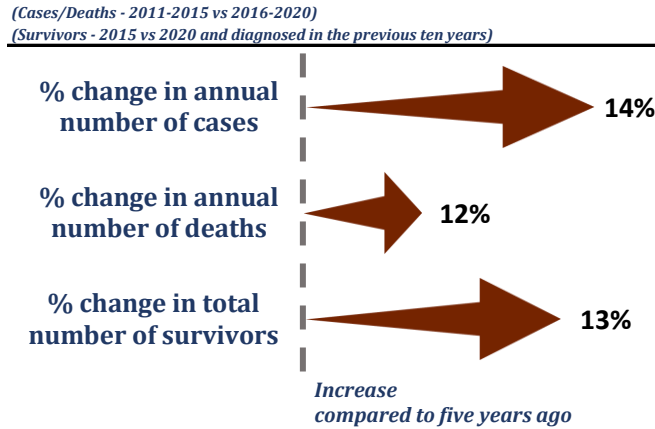 (Cases/Deaths - 2011-2015 vs 2016-2020)
(Survivors - 2015 vs 2020 and diagnosed in the previous ten years)
% change in annual
number of cases
14%
% change in annual
number of deaths
12%
% change in total
number of survivors
13%
Increase
compared to five years ago